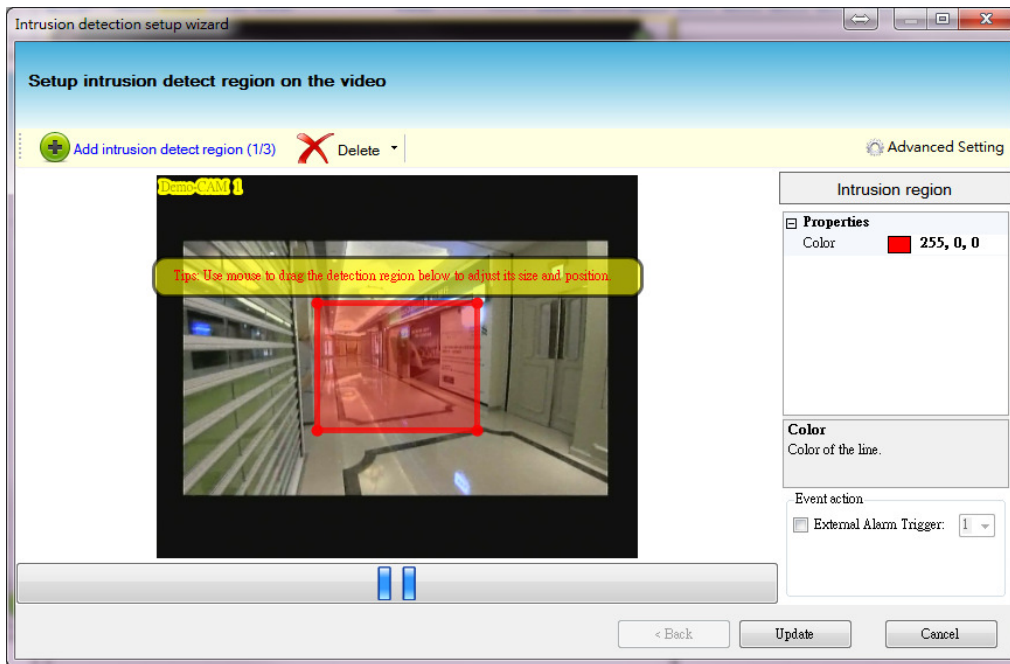 Intrusion detection setup wizard
Setup intrusion detect region on the video
Add intrusion detect region (1/3)
Delete
Advanced Setting
Demo-CAM 1
Tips: Use mouse to drag the detection region below to adjust its size and position.
Intrusion region
Properties
Color 255, 0, 0
Color
Color of the line.
Event action
External Alarm Trigger: 1
< Back
Update
Cancel